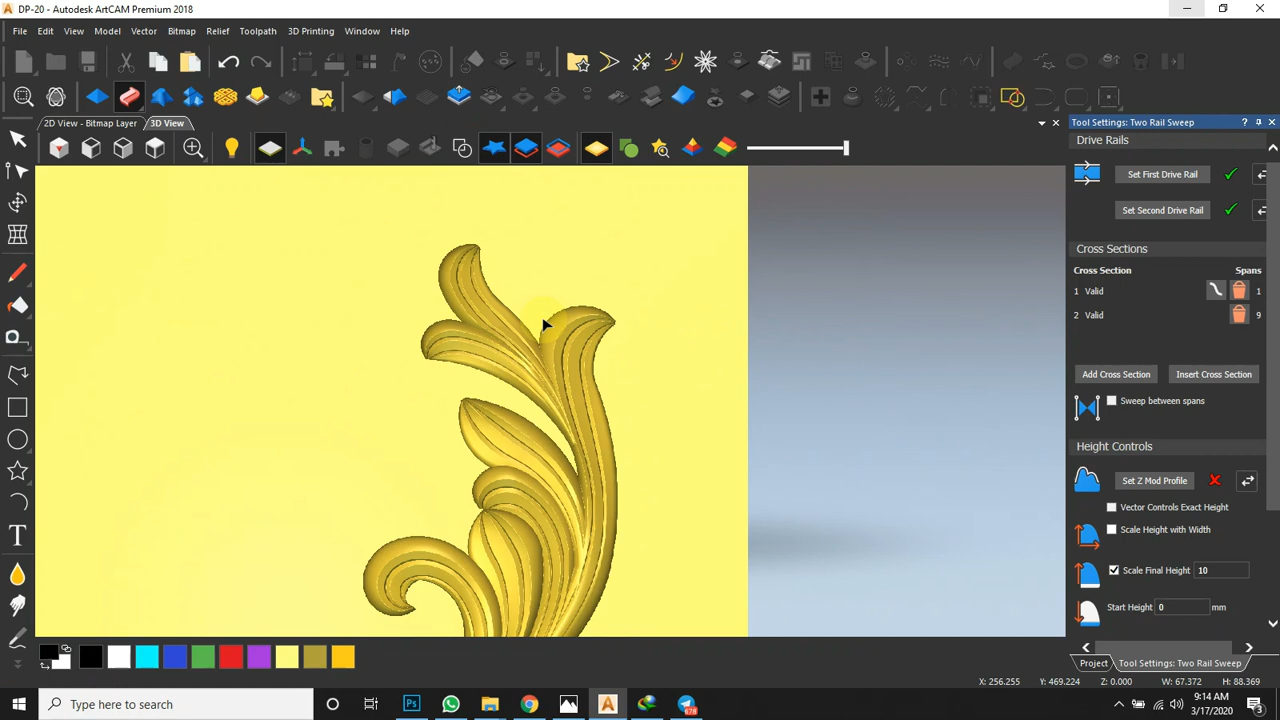 DP-20 - Autodesk ArtCAM Premium 2018
File Edit View Model Vector Bitmap Relief Toolpath 3D Printing Window Help
2D View - Bitmap Layer 3D View
Tool Settings: Two Rail Sweep
Drive Rails
Set First Drive Rail
Set Second Drive Rail
Cross Sections
Cross Section Spans
1 Valid 1
2 Valid 9
Add Cross Section Insert Cross Section
Sweep between spans
Height Controls
Set Z Mod Profile
Vector Controls Exact Height
Scale Height with Width
Scale Final Height 10
Start Height 0 mm
Project Tool Settings: Two Rail Sweep
X: 256.255 Y: 469.224 Z: 0.000 W: 67.372 H: 88.369
Type here to search
Ps
678
9:14 AM
3/17/2020
3